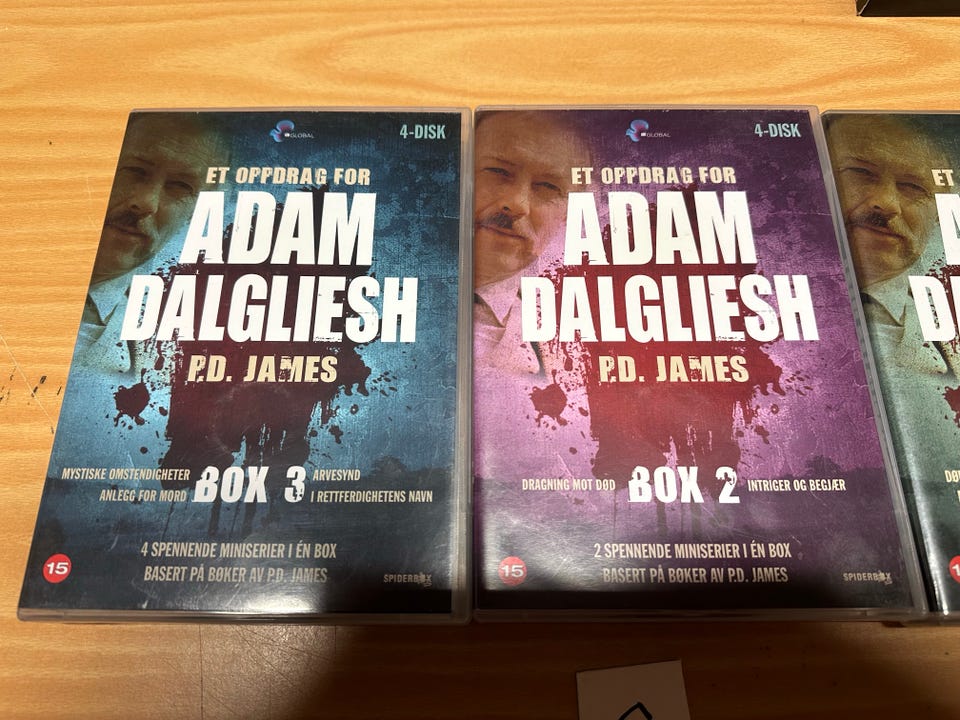 GLOBAL
4-DISK
ET OPPDRAG FOR
ADAM
DALGLIESH
P.D. JAMES
MYSTISKE OMSTENDIGHETER
ANLEGG FOR MORD
BOX 3
ARVESYND
I RETTFERDIGHETENS NAVN
4 SPENNENDE MINISERIER I ÉN BOX
BASERT PÅ BØKER AV P.D. JAMES
15
SPIDERBOX
GLOBAL
4-DISK
ET OPPDRAG FOR
ADAM
DALGLIESH
P.D. JAMES
DRAGNING MOT DØD
BOX 2
INTRIGER OG BEGJÆR
2 SPENNENDE MINISERIER I ÉN BOX
BASERT PÅ BØKER AV P.D. JAMES
15
SPIDERBOX
ET